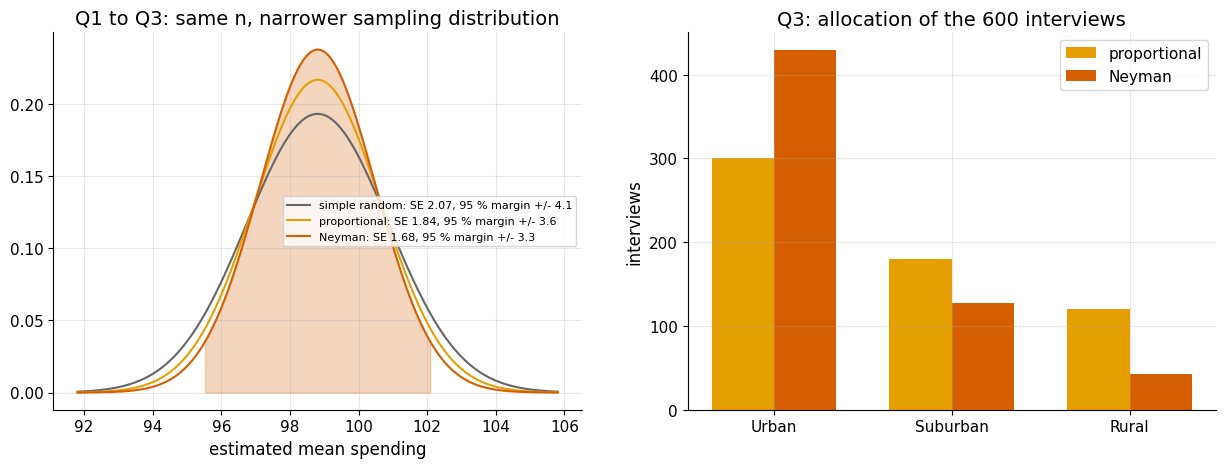 Q1 to Q3: same n, narrower sampling distribution
0.20
0.15
0.10
0.05
0.00
simple random: SE 2.07, 95 % margin +/- 4.1
proportional: SE 1.84, 95 % margin +/- 3.6
Neyman: SE 1.68, 95 % margin +/- 3.3
92 94 96 98 100 102 104 106
estimated mean spending
Q3: allocation of the 600 interviews
interviews
400
300
200
100
0
proportional
Neyman
Urban Suburban Rural